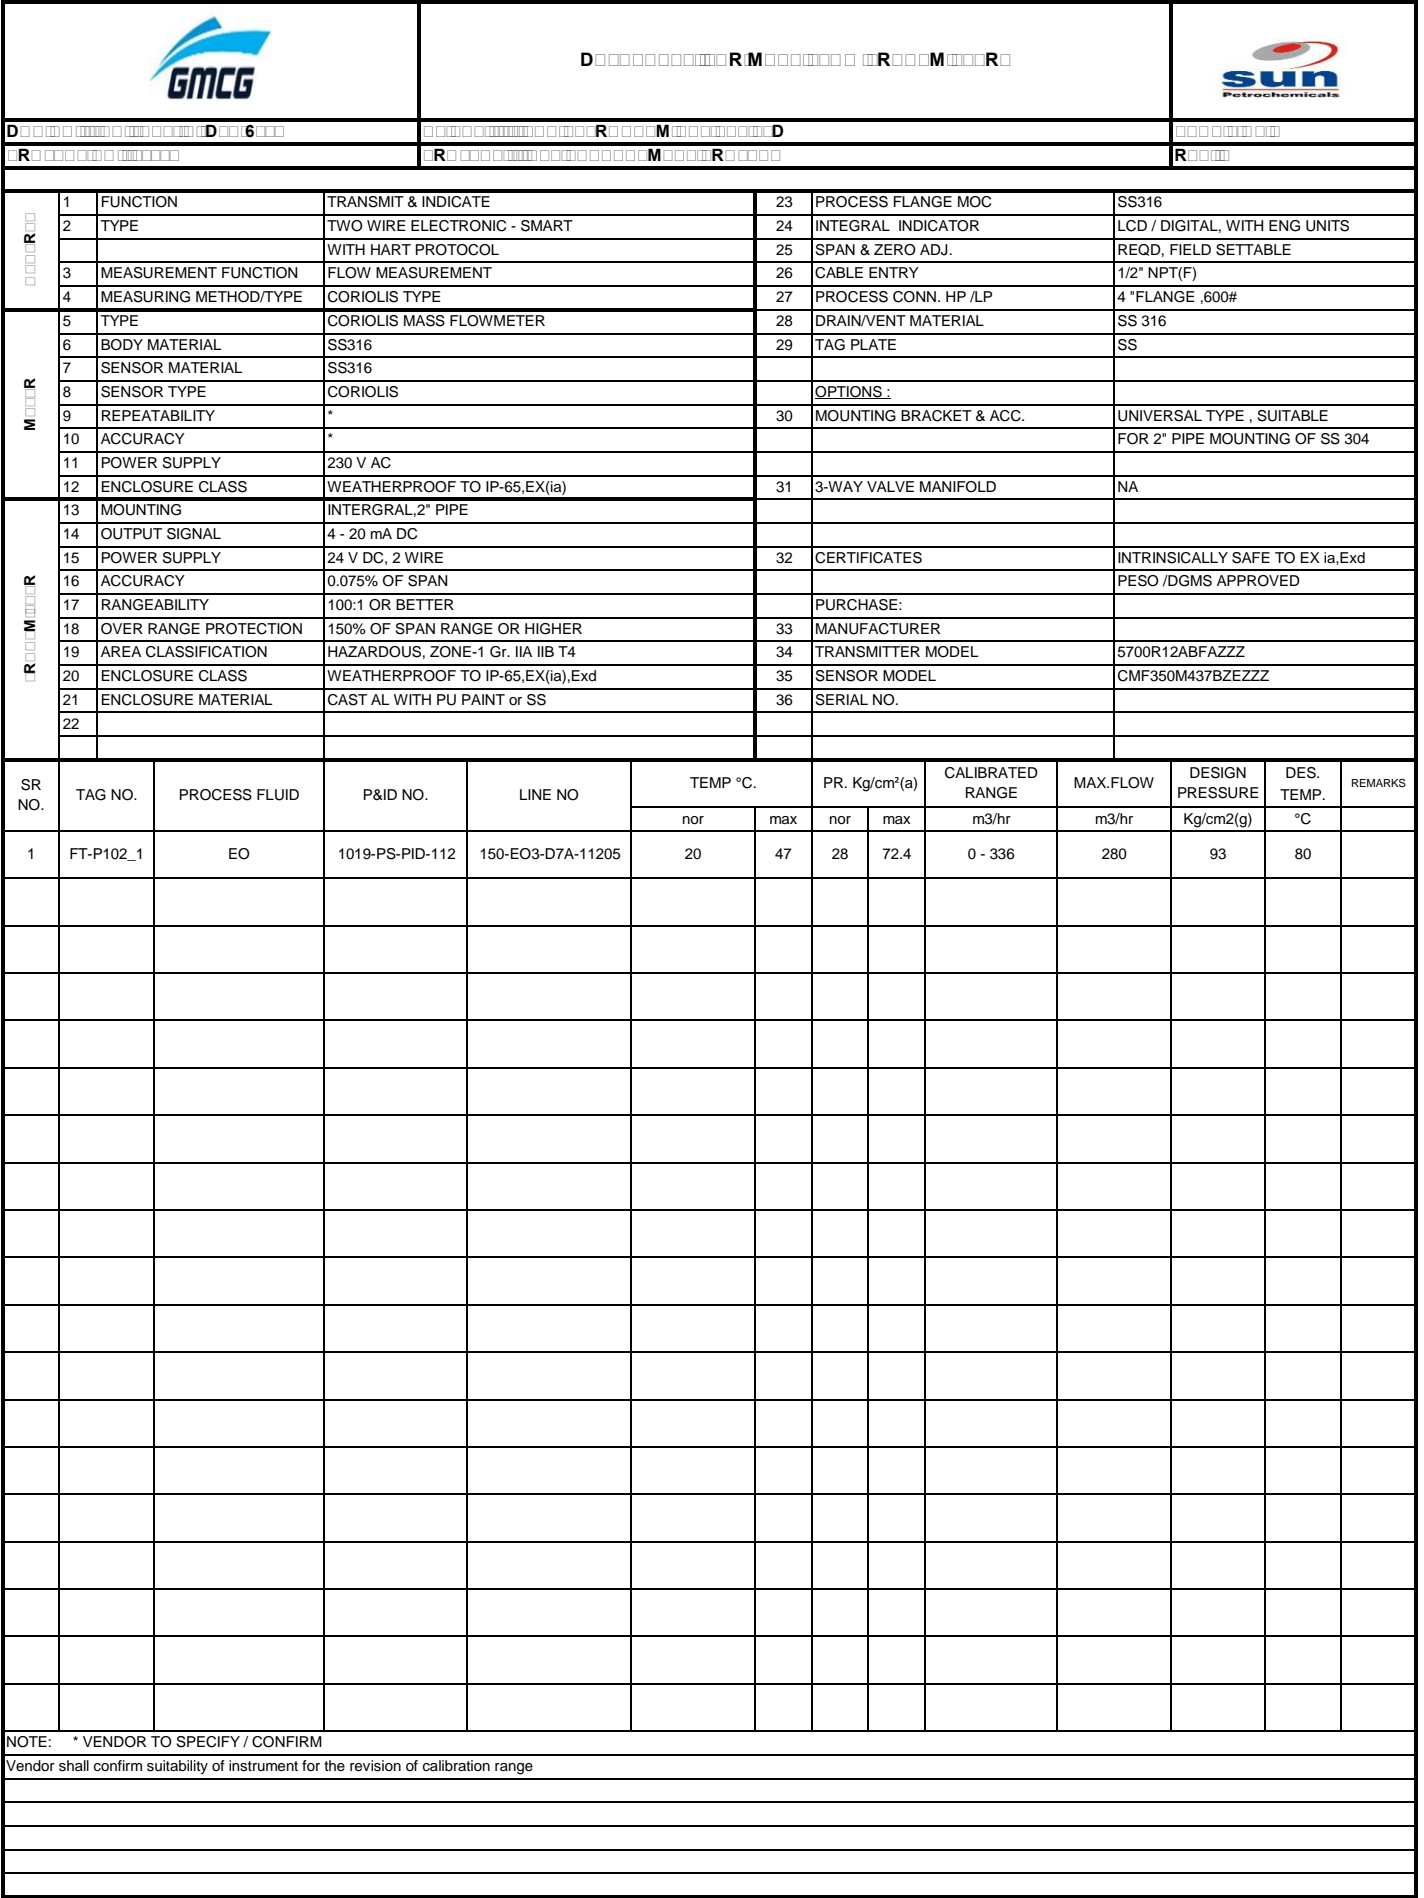 GMCG
sun
Petrochemicals
1 FUNCTION TRANSMIT & INDICATE 23 PROCESS FLANGE MOC SS316
2 TYPE TWO WIRE ELECTRONIC - SMART 24 INTEGRAL INDICATOR LCD / DIGITAL, WITH ENG UNITS
WITH HART PROTOCOL 25 SPAN & ZERO ADJ. REQD, FIELD SETTABLE
3 MEASUREMENT FUNCTION FLOW MEASUREMENT 26 CABLE ENTRY 1/2" NPT(F)
4 MEASURING METHOD/TYPE CORIOLIS TYPE 27 PROCESS CONN. HP /LP 4 "FLANGE ,600#
5 TYPE CORIOLIS MASS FLOWMETER 28 DRAIN/VENT MATERIAL SS 316
6 BODY MATERIAL SS316 29 TAG PLATE SS
7 SENSOR MATERIAL SS316
8 SENSOR TYPE CORIOLIS OPTIONS :
9 REPEATABILITY * 30 MOUNTING BRACKET & ACC. UNIVERSAL TYPE , SUITABLE
10 ACCURACY * FOR 2" PIPE MOUNTING OF SS 304
11 POWER SUPPLY 230 V AC
12 ENCLOSURE CLASS WEATHERPROOF TO IP-65,EX(ia) 31 3-WAY VALVE MANIFOLD NA
13 MOUNTING INTERGRAL,2" PIPE
14 OUTPUT SIGNAL 4 - 20 mA DC
15 POWER SUPPLY 24 V DC, 2 WIRE 32 CERTIFICATES INTRINSICALLY SAFE TO EX ia,Exd
16 ACCURACY 0.075% OF SPAN PESO /DGMS APPROVED
17 RANGEABILITY 100:1 OR BETTER PURCHASE:
18 OVER RANGE PROTECTION 150% OF SPAN RANGE OR HIGHER 33 MANUFACTURER
19 AREA CLASSIFICATION HAZARDOUS, ZONE-1 Gr. IIA IIB T4 34 TRANSMITTER MODEL 5700R12ABFAZZZ
20 ENCLOSURE CLASS WEATHERPROOF TO IP-65,EX(ia),Exd 35 SENSOR MODEL CMF350M437BZEZZZ
21 ENCLOSURE MATERIAL CAST AL WITH PU PAINT or SS 36 SERIAL NO.
22
SR NO. TAG NO. PROCESS FLUID P&ID NO. LINE NO TEMP °C. PR. Kg/cm²(a) CALIBRATED RANGE MAX.FLOW DESIGN PRESSURE DES. TEMP. REMARKS
nor max nor max m3/hr m3/hr Kg/cm2(g) °C
1 FT-P102_1 EO 1019-PS-PID-112 150-EO3-D7A-11205 20 47 28 72.4 0 - 336 280 93 80
NOTE: * VENDOR TO SPECIFY / CONFIRM
Vendor shall confirm suitability of instrument for the revision of calibration range